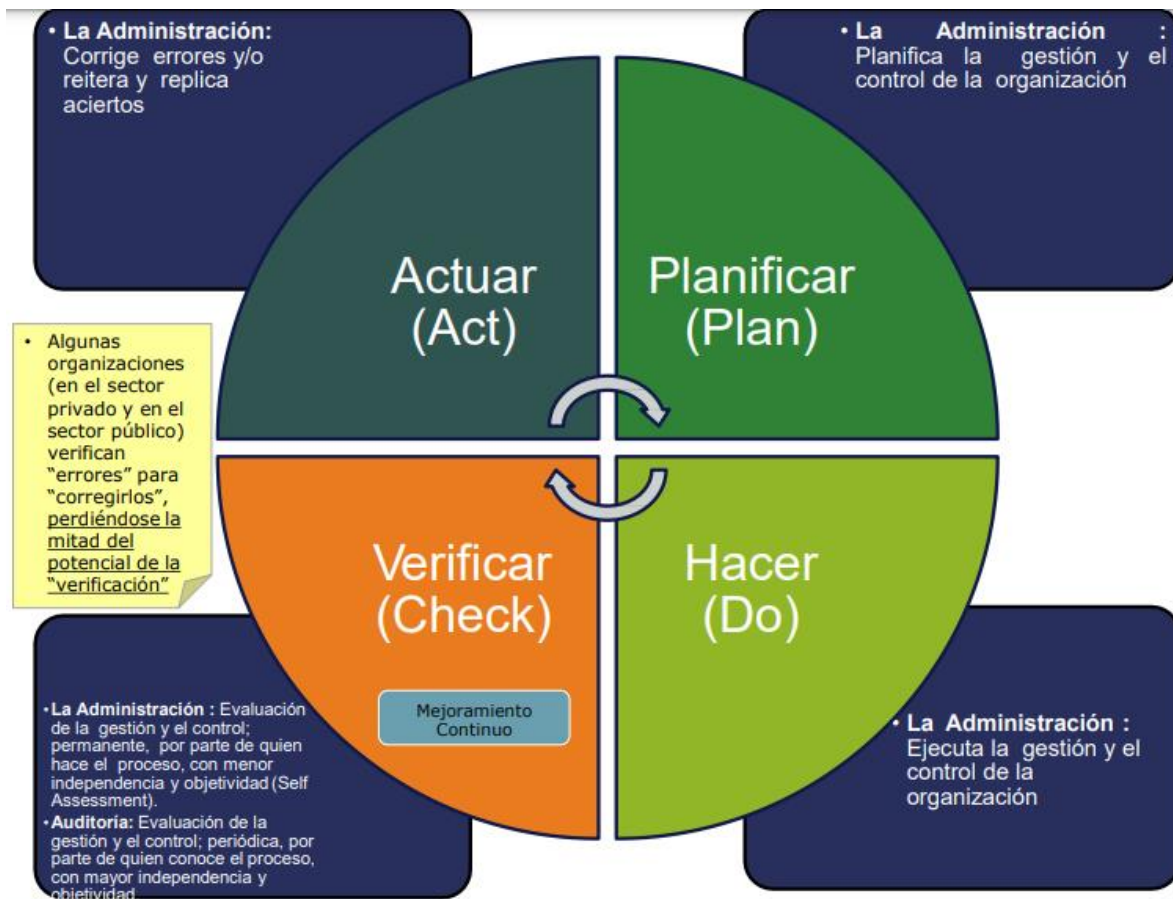 • La Administración:
Corrige errores y/o
reitera y replica
aciertos
• La Administración :
Planifica la gestión y el
control de la organización
Actuar
(Act)
Planificar
(Plan)
• Algunas
organizaciones
(en el sector
privado y en el
sector público)
verifican
“errores” para
“corregirlos”,
perdiéndose la
mitad del
potencial de la
“verificación”
Verificar
(Check)
Hacer
(Do)
Mejoramiento
Continuo
•La Administración : Evaluación
de la gestión y el control;
permanente, por parte de quien
hace el proceso, con menor
independencia y objetividad (Self
Assessment).
•Auditoría: Evaluación de la
gestión y el control; periódica, por
parte de quien conoce el proceso,
con mayor independencia y
objetividad
• La Administración :
Ejecuta la gestión y el
control de la
organización